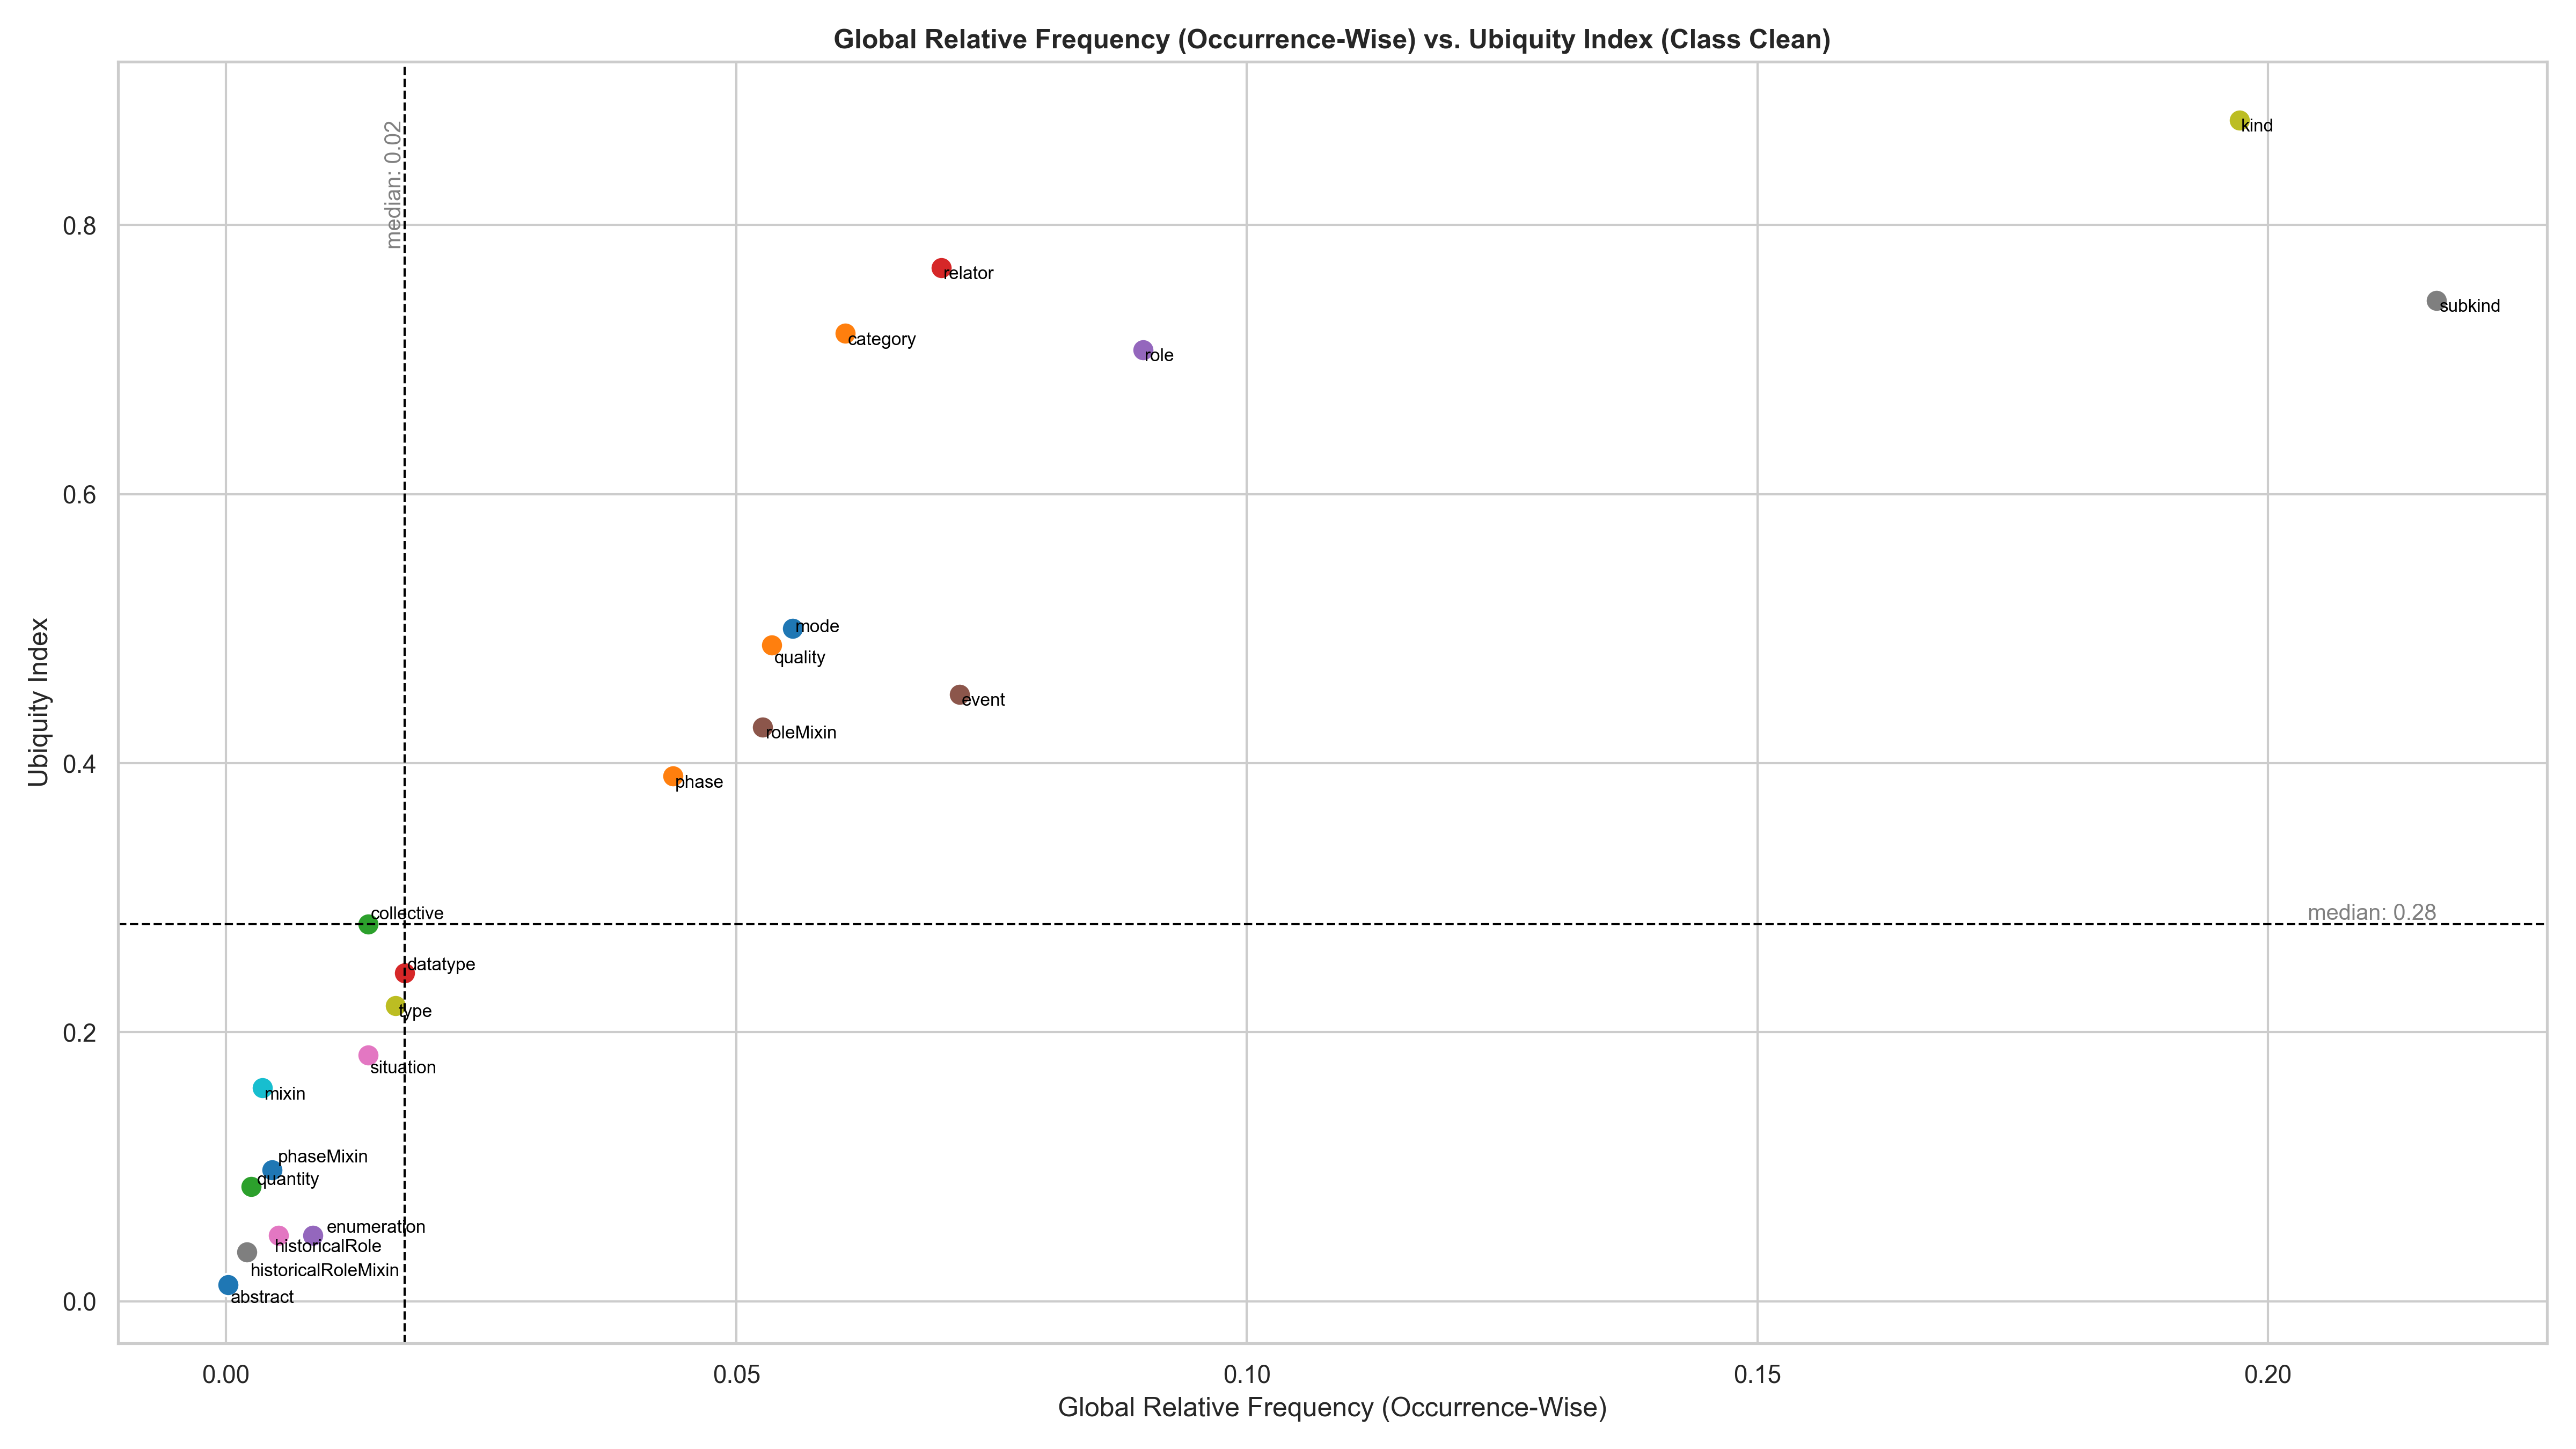 Global Relative Frequency (Occurrence-Wise) vs. Ubiquity Index (Class Clean)
median: 0.02
kind
0.8
relator
subkind
category
role
0.6
mode
quality
event
roleMixin
0.4
phase
Ubiquity Index
collective
median: 0.28
datatype
type
0.2
situation
mixin
phaseMixin
quantity
enumeration
historicalRole
historicalRoleMixin
abstract
0.0
0.00 0.05 0.10 0.15 0.20
Global Relative Frequency (Occurrence-Wise)